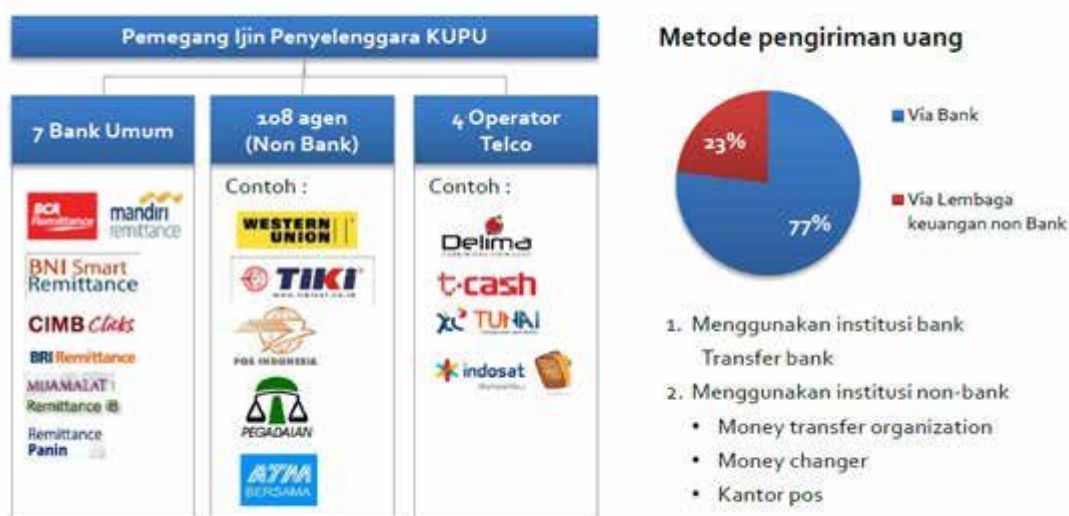 Pemegang Ijin Penyelenggara KUPU
7 Bank Umum
BCA
Remittance
mandiri
remittance
BNI Smart
Remittance
CIMB Clicks
BRI Remittance
MUAMALAT
Remittance iB
Remittance
Panin
108 agen
(Non Bank)
Contoh :
WESTERN
UNION
TIKI
POS INDONESIA
PEGADAIAN
ATM
BERSAMA
4 Operator
Telco
Contoh :
Delima
t-cash
XL TUNAI
indosat
Metode pengiriman uang
23%
77%
Via Bank
Via Lembaga
keuangan non Bank
1. Menggunakan institusi bank
Transfer bank
2. Menggunakan institusi non-bank
• Money transfer organization
• Money changer
• Kantor pos